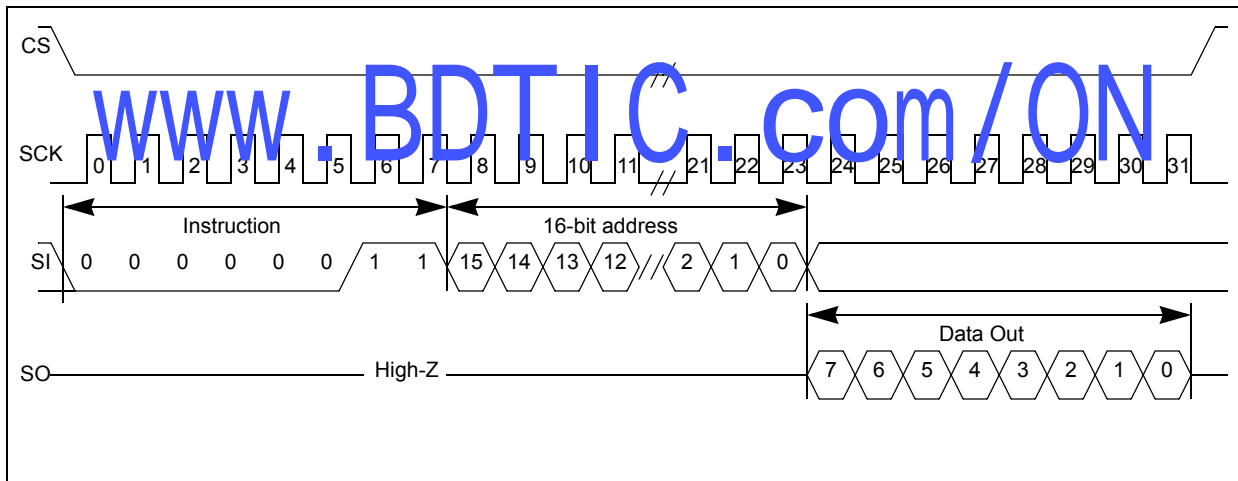 CS
www.BDTIC.com/ON
SCK 0 1 2 3 4 5 6 7 8 9 10 11 21 22 23 24 25 26 27 28 29 30 31
Instruction 16-bit address
SI 0 0 0 0 0 0 1 1 15 14 13 12 2 1 0
Data Out
SO High-Z 7 6 5 4 3 2 1 0